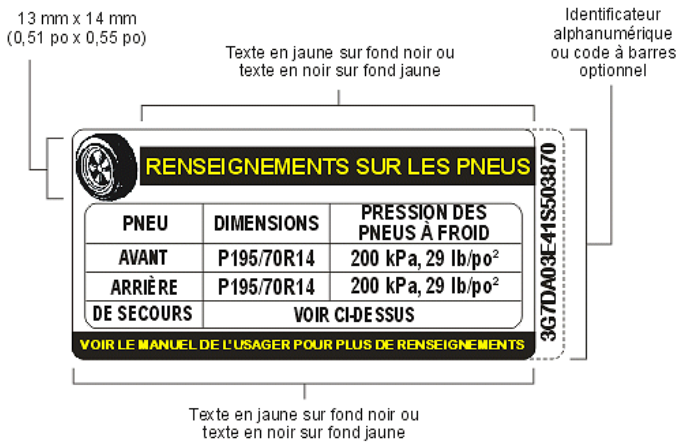 13 mm x 14 mm
(0,51 po x 0,55 po)
Texte en jaune sur fond noir ou
texte en noir sur fond jaune
Identificateur
alphanumérique
ou code à barres
optionnel
RENSEIGNEMENTS SUR LES PNEUS
PNEU DIMENSIONS PRESSION DES
PNEUS À FROID
AVANT P195/70R14 200 kPa, 29 lb/po²
ARRIÈRE P195/70R14 200 kPa, 29 lb/po²
DE SECOURS VOIR CI-DESSUS
VOIR LE MANUEL DE L'USAGER POUR PLUS DE RENSEIGNEMENTS
3G7DA03E41S503870
Texte en jaune sur fond noir ou
texte en noir sur fond jaune